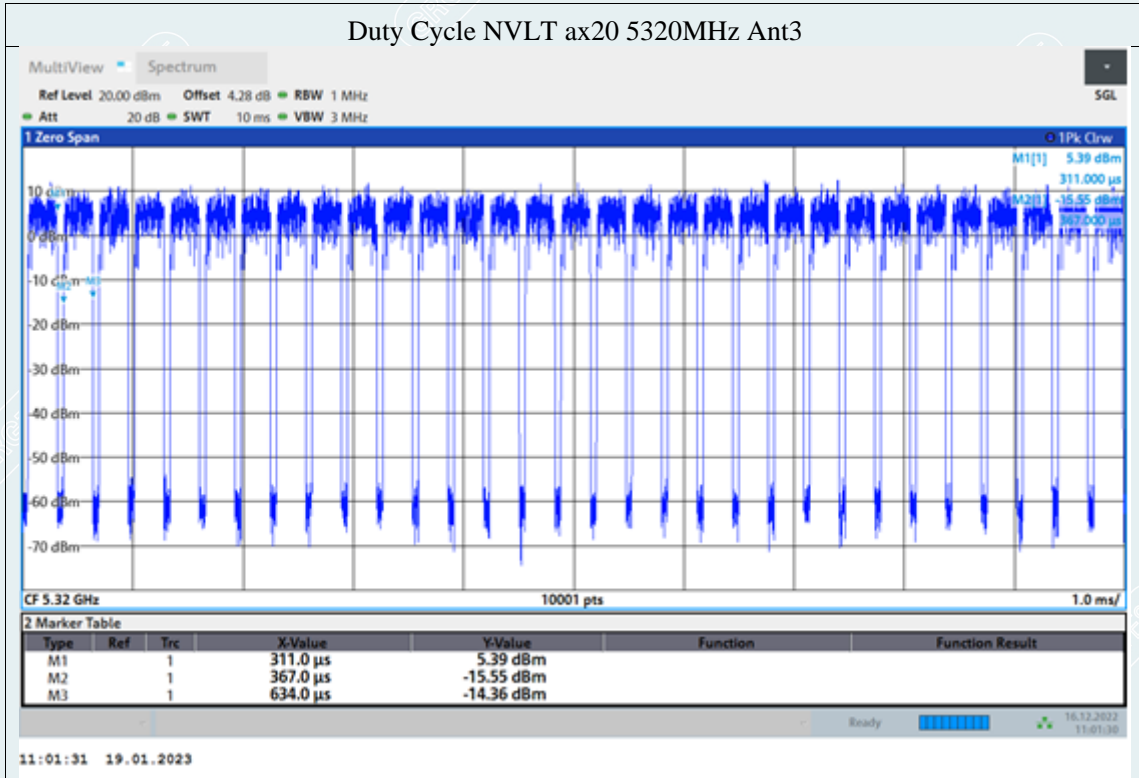 Duty Cycle NVLT ax20 5320MHz Ant3
MultiView Spectrum
Ref Level 20.00 dBm Offset 4.28 dB RBW 1 MHz
SGL
Att 20 dB SWT 10 ms VBW 3 MHz
1 Zero Span 1Pk Clrw
M1[1] 5.39 dBm
311.000 µs
M2[1] -15.55 dBm
367.000 µs
10 dBm
0 dBm
-10 dBm
M2 M3
-20 dBm
-30 dBm
-40 dBm
-50 dBm
-60 dBm
-70 dBm
CF 5.32 GHz 10001 pts 1.0 ms/
2 Marker Table
Type Ref Trc X-Value Y-Value Function Function Result
M1 1 311.0 µs 5.39 dBm
M2 1 367.0 µs -15.55 dBm
M3 1 634.0 µs -14.36 dBm
Ready 16.12.2022
11:01:30
11:01:31 19.01.2023